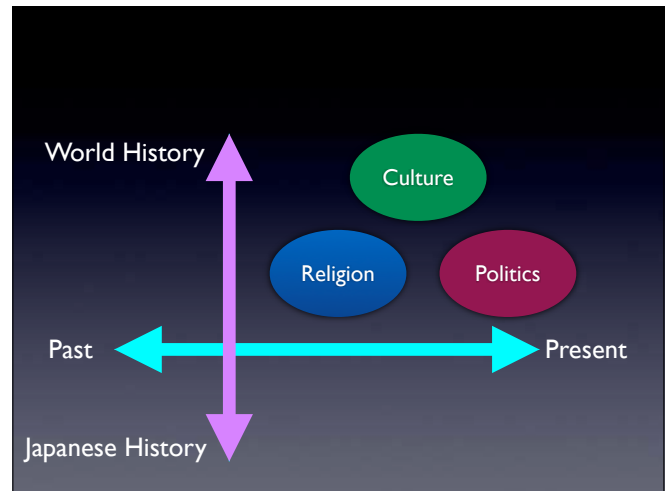 World History
Culture
Religion
Politics
Past
Present
Japanese History